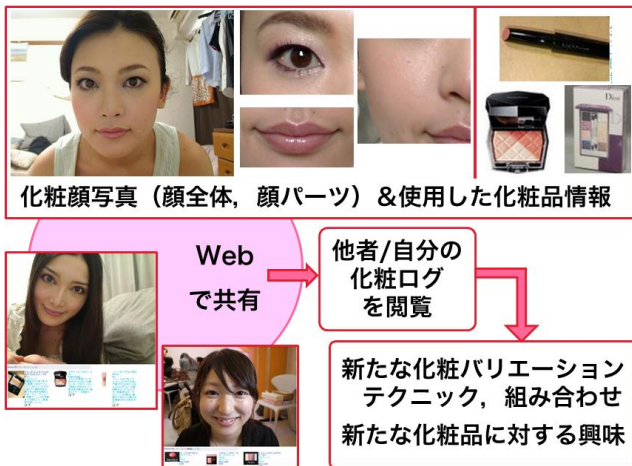 Dior
化粧顔写真（顔全体，顔パーツ）＆使用した化粧品情報
Web
で共有
他者/自分の
化粧ログ
を閲覧
新たな化粧バリエーション
テクニック，組み合わせ
新たな化粧品に対する興味